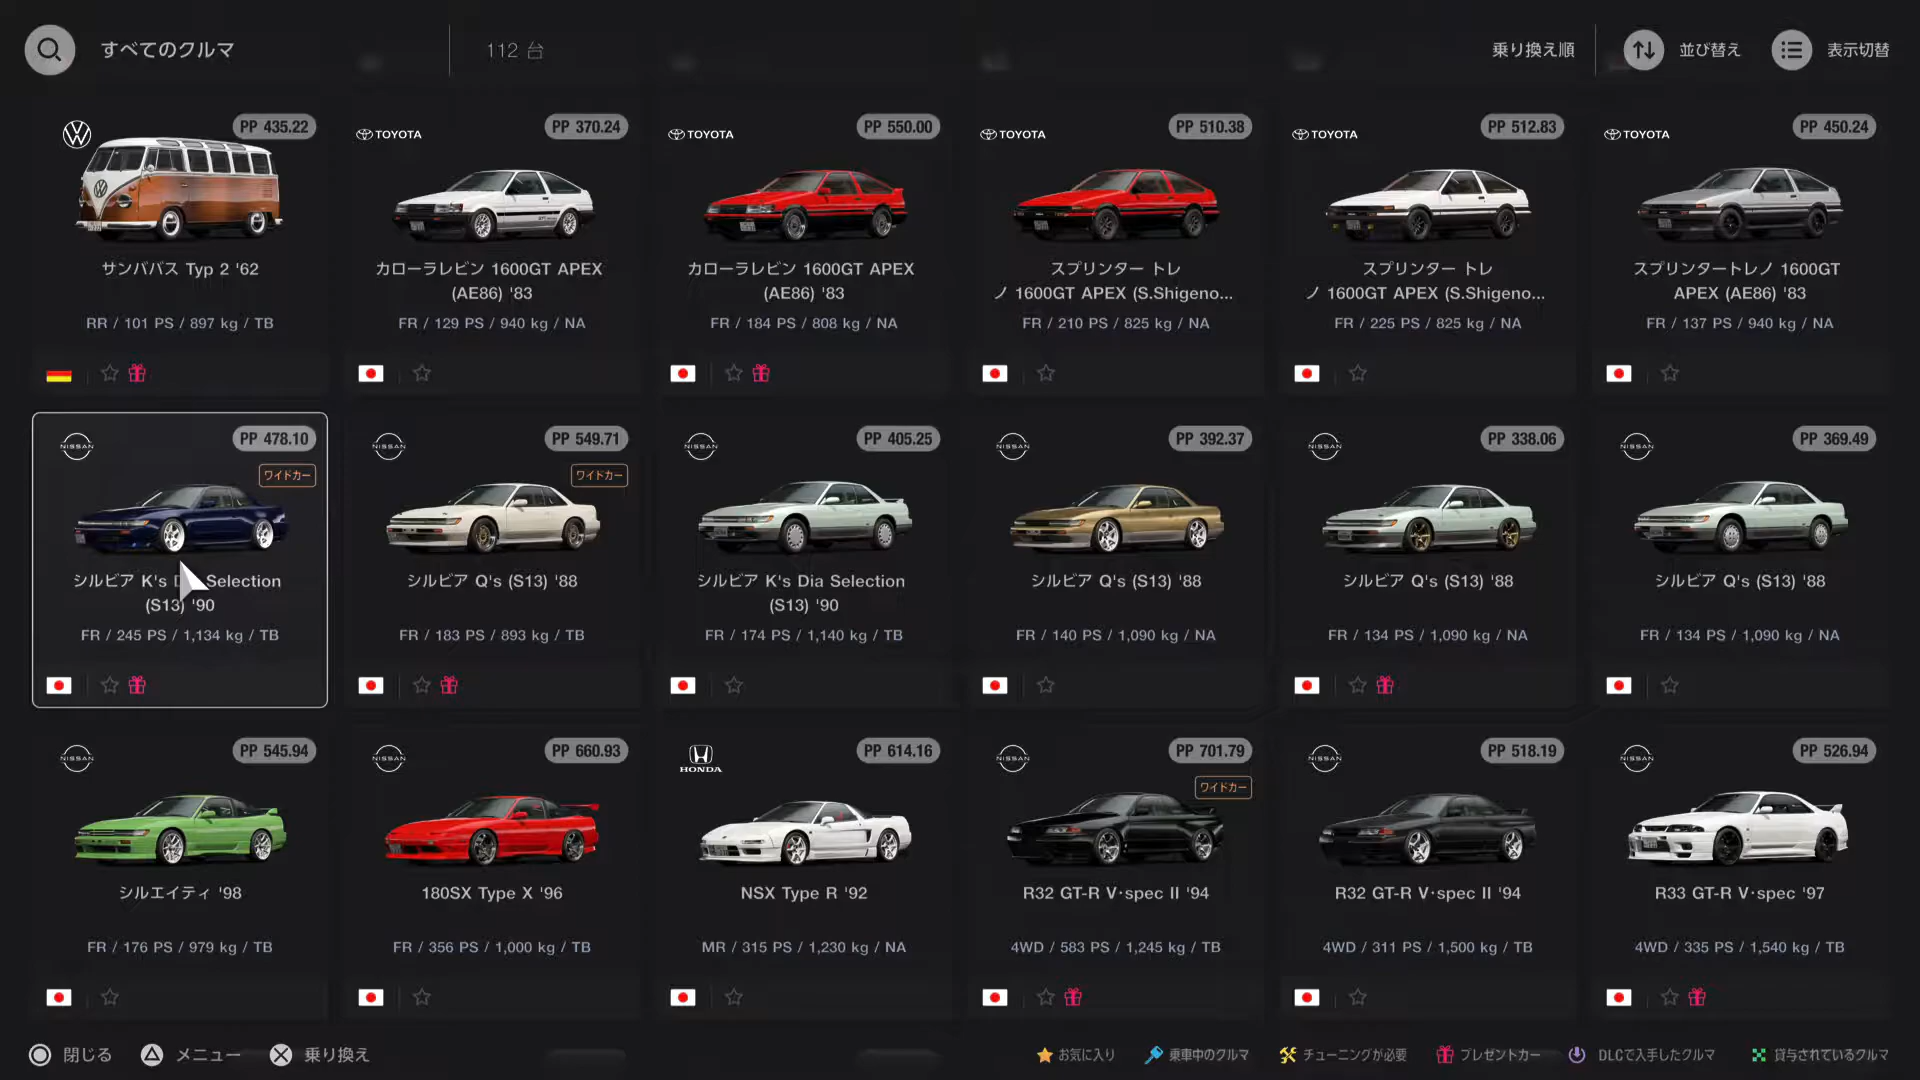 すべてのクルマ
112 台
乗り換え順
並び替え
表示切替
PP 435.22
サンババス Typ 2 '62
RR / 101 PS / 897 kg / TB
TOYOTA
PP 370.24
カローラレビン 1600GT APEX
(AE86) '83
FR / 129 PS / 940 kg / NA
TOYOTA
PP 550.00
カローラレビン 1600GT APEX
(AE86) '83
FR / 184 PS / 808 kg / NA
TOYOTA
PP 510.38
スプリンター トレ
ノ 1600GT APEX (S.Shigeno...
FR / 210 PS / 825 kg / NA
TOYOTA
PP 512.83
スプリンター トレ
ノ 1600GT APEX (S.Shigeno...
FR / 225 PS / 825 kg / NA
TOYOTA
PP 450.24
スプリンタートレノ 1600GT
APEX (AE86) '83
FR / 137 PS / 940 kg / NA
NISSAN
PP 478.10
ワイドカー
シルビア K's D Selection
(S13) '90
FR / 245 PS / 1,134 kg / TB
NISSAN
PP 549.71
ワイドカー
シルビア Q's (S13) '88
FR / 183 PS / 893 kg / TB
NISSAN
PP 405.25
シルビア K's Dia Selection
(S13) '90
FR / 174 PS / 1,140 kg / TB
NISSAN
PP 392.37
シルビア Q's (S13) '88
FR / 140 PS / 1,090 kg / NA
NISSAN
PP 338.06
シルビア Q's (S13) '88
FR / 134 PS / 1,090 kg / NA
NISSAN
PP 369.49
シルビア Q's (S13) '88
FR / 134 PS / 1,090 kg / NA
NISSAN
PP 545.94
シルエイティ '98
FR / 176 PS / 979 kg / TB
NISSAN
PP 660.93
180SX Type X '96
FR / 356 PS / 1,000 kg / TB
HONDA
PP 614.16
NSX Type R '92
MR / 315 PS / 1,230 kg / NA
NISSAN
PP 701.79
ワイドカー
R32 GT-R V･spec II '94
4WD / 583 PS / 1,245 kg / TB
NISSAN
PP 518.19
R32 GT-R V･spec II '94
4WD / 311 PS / 1,500 kg / TB
NISSAN
PP 526.94
R33 GT-R V･spec '97
4WD / 335 PS / 1,540 kg / TB
閉じる
メニュー
乗り換え
お気に入り
乗車中のクルマ
チューニングが必要
プレゼントカー
DLCで入手したクルマ
貸与されているクルマ